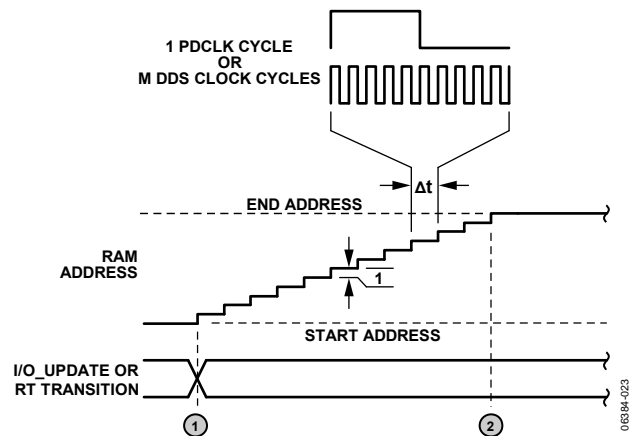 1 PDCLK CYCLE
OR
M DDS CLOCK CYCLES
Δt
END ADDRESS
RAM
ADDRESS
1
START ADDRESS
I/O_UPDATE OR
RT TRANSITION
1
2
06384-023